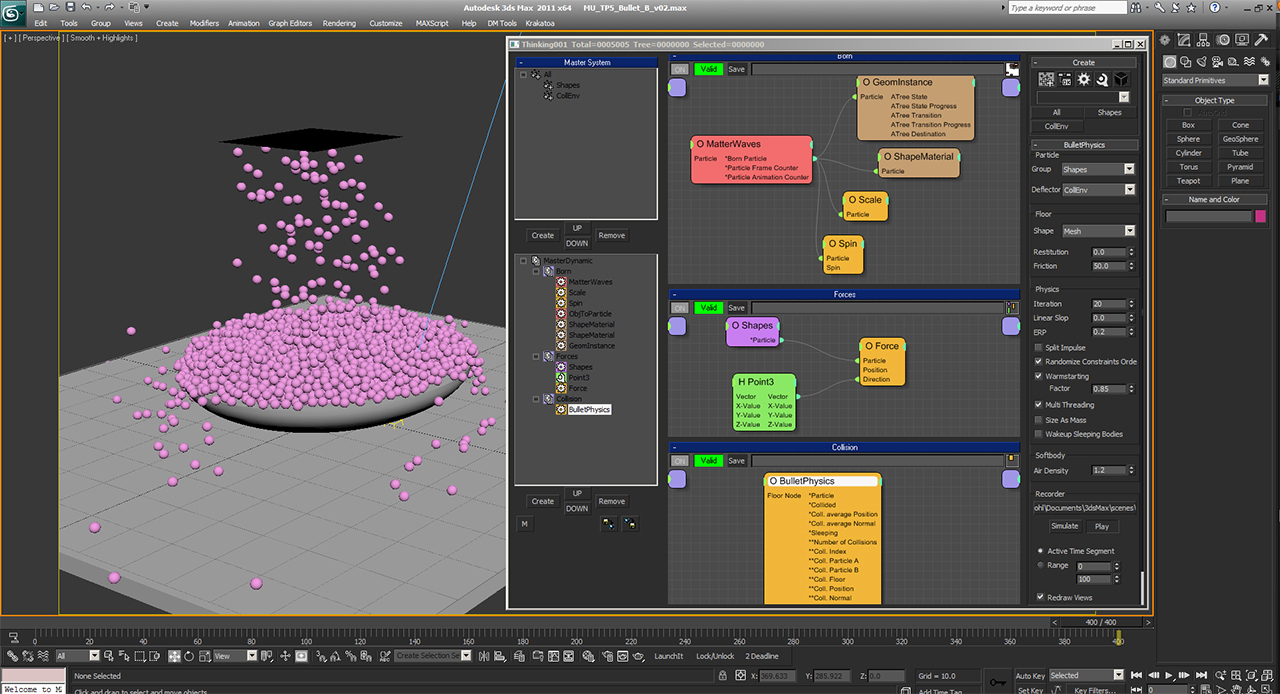 Autodesk 3ds Max 2011 x64 MU_TP5_Bullet_B_v02.max
Type a keyword or phrase
Edit Tools Group Views Create Modifiers Animation Graph Editors Rendering Customize MAXScript Help DM Tools Krakatoa
[ + ] [ Perspective ] [ Smooth + Highlights ]
Thinking001 Total=0005005 Tree=0000000 Selected=0000000
Master System
All
Shapes
CollEnv
Create
UP
DOWN
Remove
MasterDynamic
Born
MatterWaves
Scale
Spin
ObjToParticle
ShapeMaterial
ShapeMaterial
GeomInstance
Forces
Shapes
Point3
Force
Collision
BulletPhysics
Create
UP
DOWN
Remove
M
Born
ON Valid Save
O GeomInstance
Particle
ATree State
ATree State Progress
ATree Transition
ATree Transition Progress
ATree Destination
O MatterWaves
Particle *Born Particle
*Particle Frame Counter
*Particle Animation Counter
O ShapeMaterial
Particle
O Scale
Particle
O Spin
Particle
Spin
Forces
ON Valid Save
O Shapes
*Particle
O Force
Particle
Position
Direction
H Point3
Vector Vector
X-Value X-Value
Y-Value Y-Value
Z-Value Z-Value
Collision
ON Valid Save
O BulletPhysics
Floor Node *Particle
*Collided
*Coll. average Position
*Coll. average Normal
*Sleeping
**Number of Collisions
**Coll. Index
**Coll. Particle A
**Coll. Particle B
**Coll. Floor
**Coll. Position
**Coll. Normal
Create
All Shapes
CollEnv
BulletPhysics
Particle
Group Shapes
Deflector CollEnv
Floor
Shape Mesh
Restitution 0.0
Friction 50.0
Physics
Iteration 20
Linear Slop 0.0
ERP 0.2
Split Impulse
Randomize Constraints Orde
Warmstarting
Factor 0.85
Multi Threading
Size As Mass
Wakeup Sleeping Bodies
Softbody
Air Density 1.2
Recorder
ohl\Documents\3dsMax\scenes\
Simulate Play
Active Time Segment
Range 0
100
Redraw Views
Standard Primitives
Object Type
Box Cone
Sphere GeoSphere
Cylinder Tube
Torus Pyramid
Teapot Plane
Name and Color
400 / 400
0 20 40 60 80 100 120 140 160 180 200 220 240 260 280 300 320 340 360 380 400
All View Create Selection Se LaunchIt Lock/Unlock 2 Deadline
None Selected X: 369.633 Y: 285.922 Z: 0.0 Grid = 10.0 Auto Key Selected
Welcome to M Click and drag to select and move objects Add Time Tag Set Key Key Filters... 0